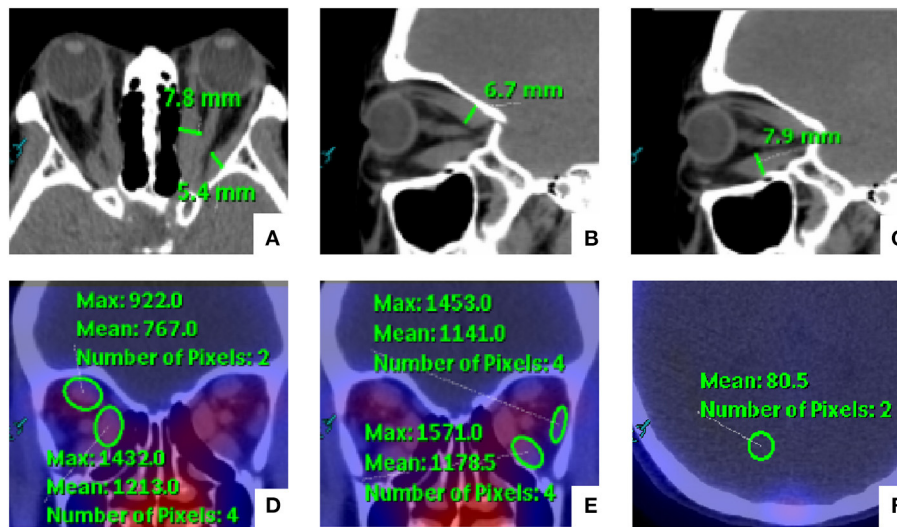 7.8 mm
5.4 mm
A
6.7 mm
B
7.9 mm
C
Max: 922.0
Mean: 767.0
Number of Pixels: 2
Max: 1432.0
Mean: 1213.0
Number of Pixels: 4
D
Max: 1453.0
Mean: 1141.0
Number of Pixels: 4
Max: 1571.0
Mean: 1178.5
Number of Pixels: 4
E
Mean: 80.5
Number of Pixels: 2
F